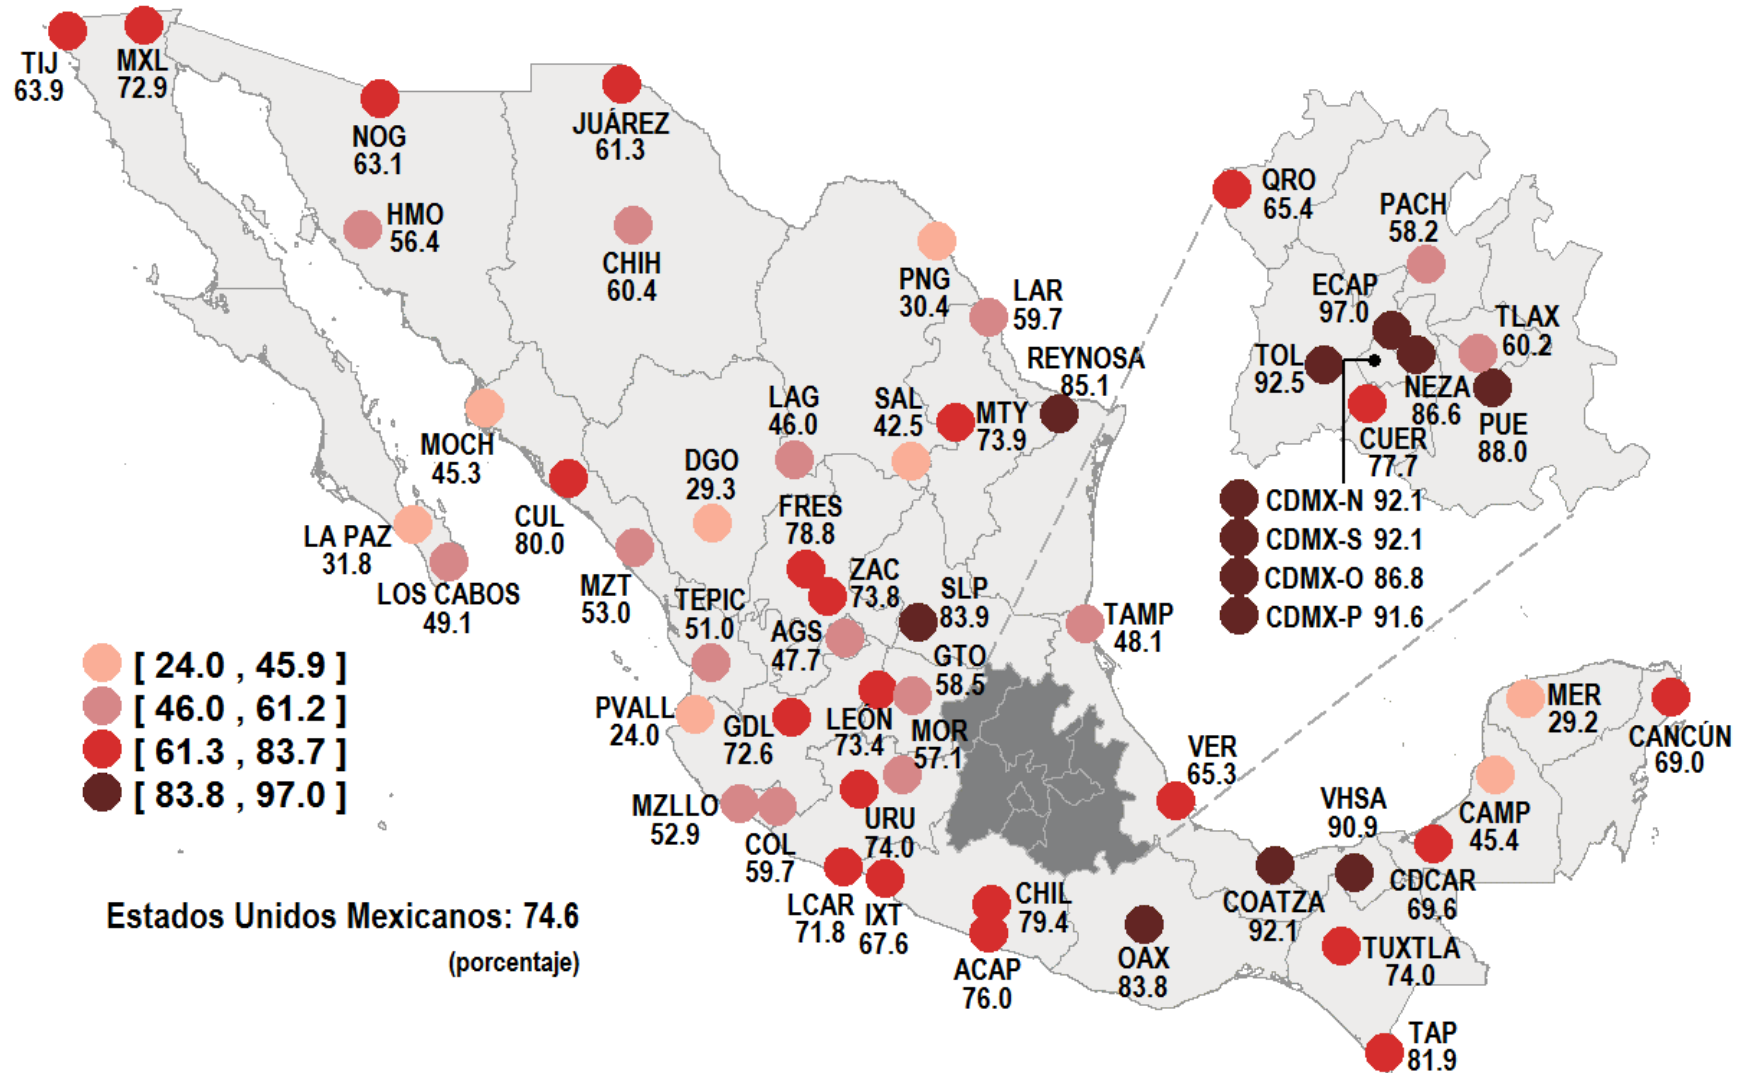 TIJ
63.9
MXL
72.9
NOG
63.1
JUÁREZ
61.3
HMO
56.4
CHIH
60.4
PNG
30.4
LAR
59.7
REYNOSA
85.1
MOCH
45.3
LAG
46.0
SAL
42.5
MTY
73.9
DGO
29.3
CUL
80.0
FRES
78.8
LA PAZ
31.8
LOS CABOS
49.1
MZT
53.0
TEPIC
51.0
ZAC
73.8
SLP
83.9
AGS
47.7
GTO
58.5
TAMP
48.1
PVALL
24.0
GDL
72.6
LEÓN
73.4
MOR
57.1
MZLLO
52.9
COL
59.7
URU
74.0
LCAR
71.8
IXT
67.6
CHIL
79.4
ACAP
76.0
OAX
83.8
VER
65.3
COATZA
92.1
VHSA
90.9
CDCAR
69.6
CAMP
45.4
MER
29.2
CANCÚN
69.0
TUXTLA
74.0
TAP
81.9
QRO
65.4
PACH
58.2
ECAP
97.0
TLAX
60.2
TOL
92.5
NEZA
86.6
PUE
88.0
CUER
77.7
CDMX-N 92.1
CDMX-S 92.1
CDMX-O 86.8
CDMX-P 91.6
[ 24.0 , 45.9 ]
[ 46.0 , 61.2 ]
[ 61.3 , 83.7 ]
[ 83.8 , 97.0 ]
Estados Unidos Mexicanos: 74.6
(porcentaje)